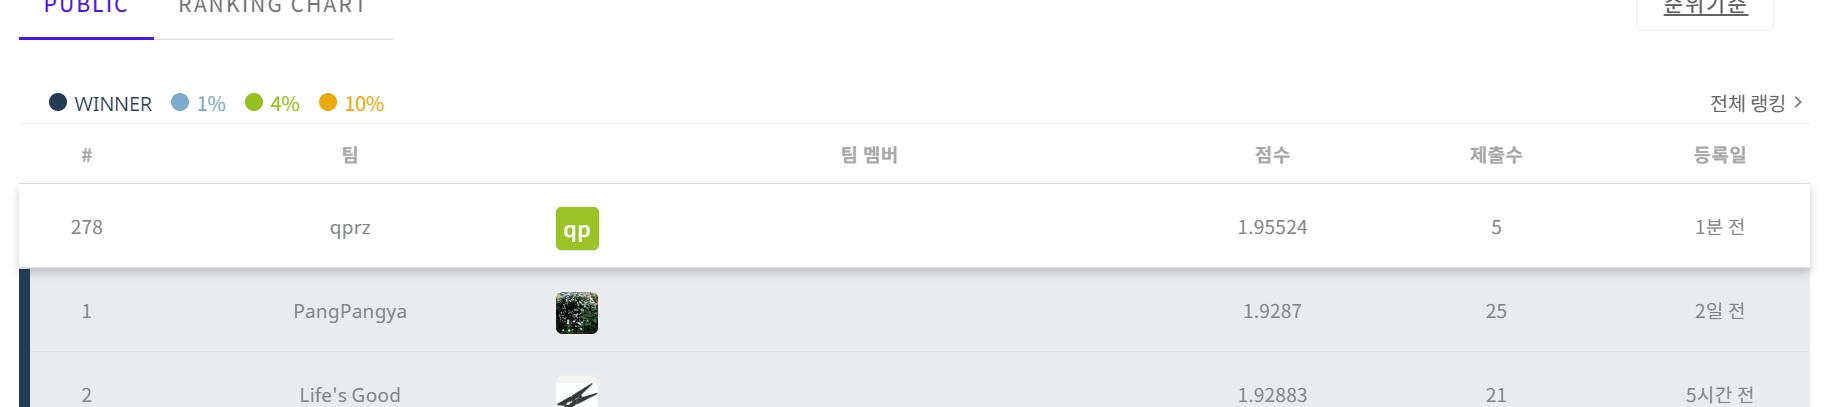 PUBLIC RANKING CHART 순위기준
WINNER 1% 4% 10% 전체 랭킹 >
# 팀 팀 멤버 점수 제출수 등록일
278 qprz qp 1.95524 5 1분 전
1 PangPangya 1.9287 25 2일 전
2 Life's Good 1.92883 21 5시간 전